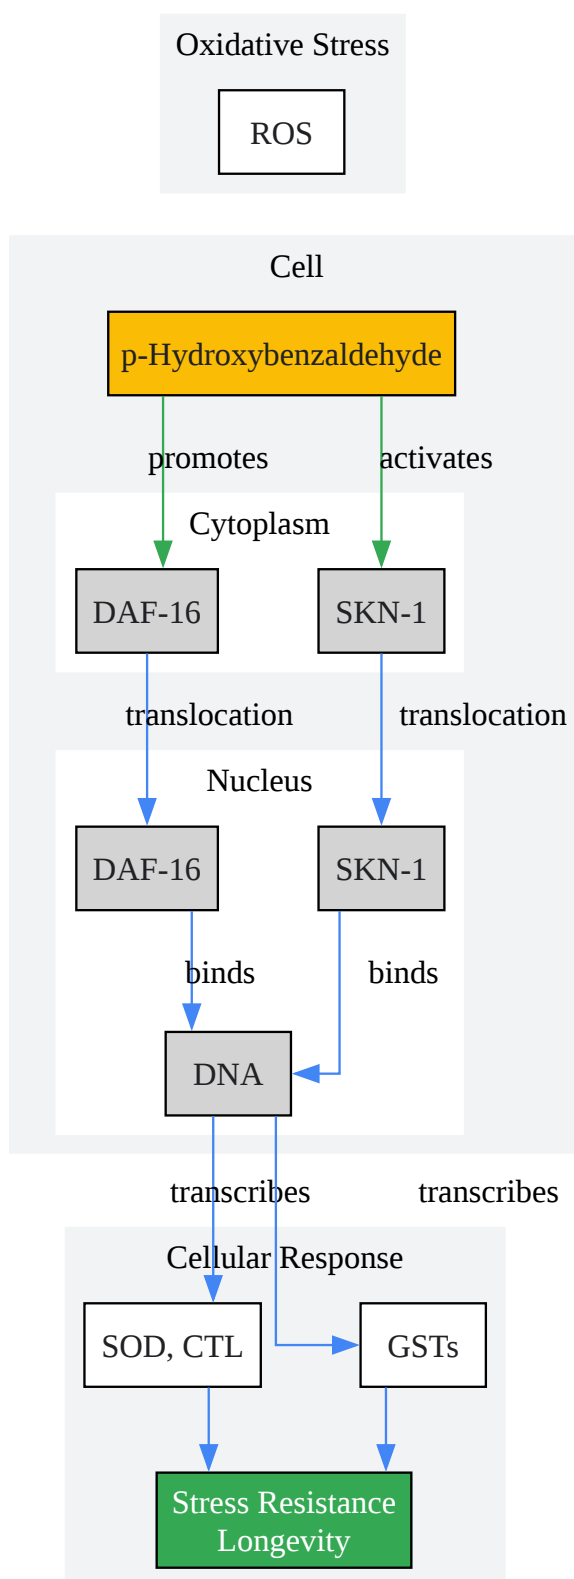 Oxidative Stress
ROS
Cell
p-Hydroxybenzaldehyde
promotes
activates
Cytoplasm
DAF-16
SKN-1
translocation
translocation
Nucleus
DAF-16
SKN-1
binds
binds
DNA
transcribes
transcribes
Cellular Response
SOD, CTL
GSTs
Stress Resistance
Longevity